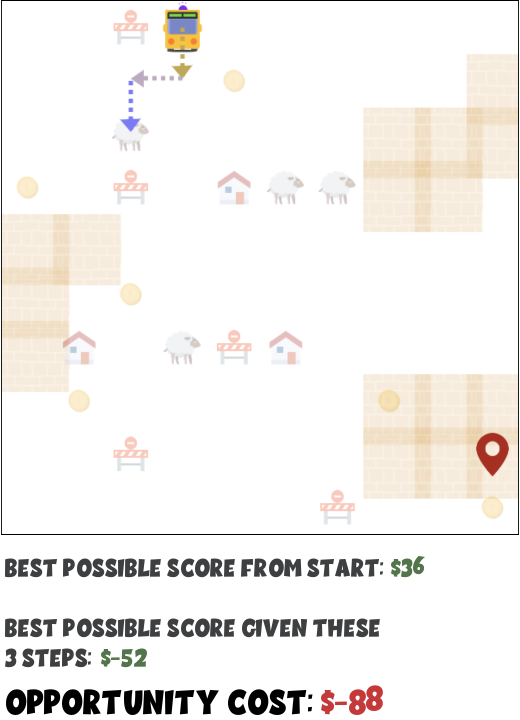 BEST POSSIBLE SCORE FROM START: $36
BEST POSSIBLE SCORE GIVEN THESE
3 STEPS: $-52
OPPORTUNITY COST: $-88